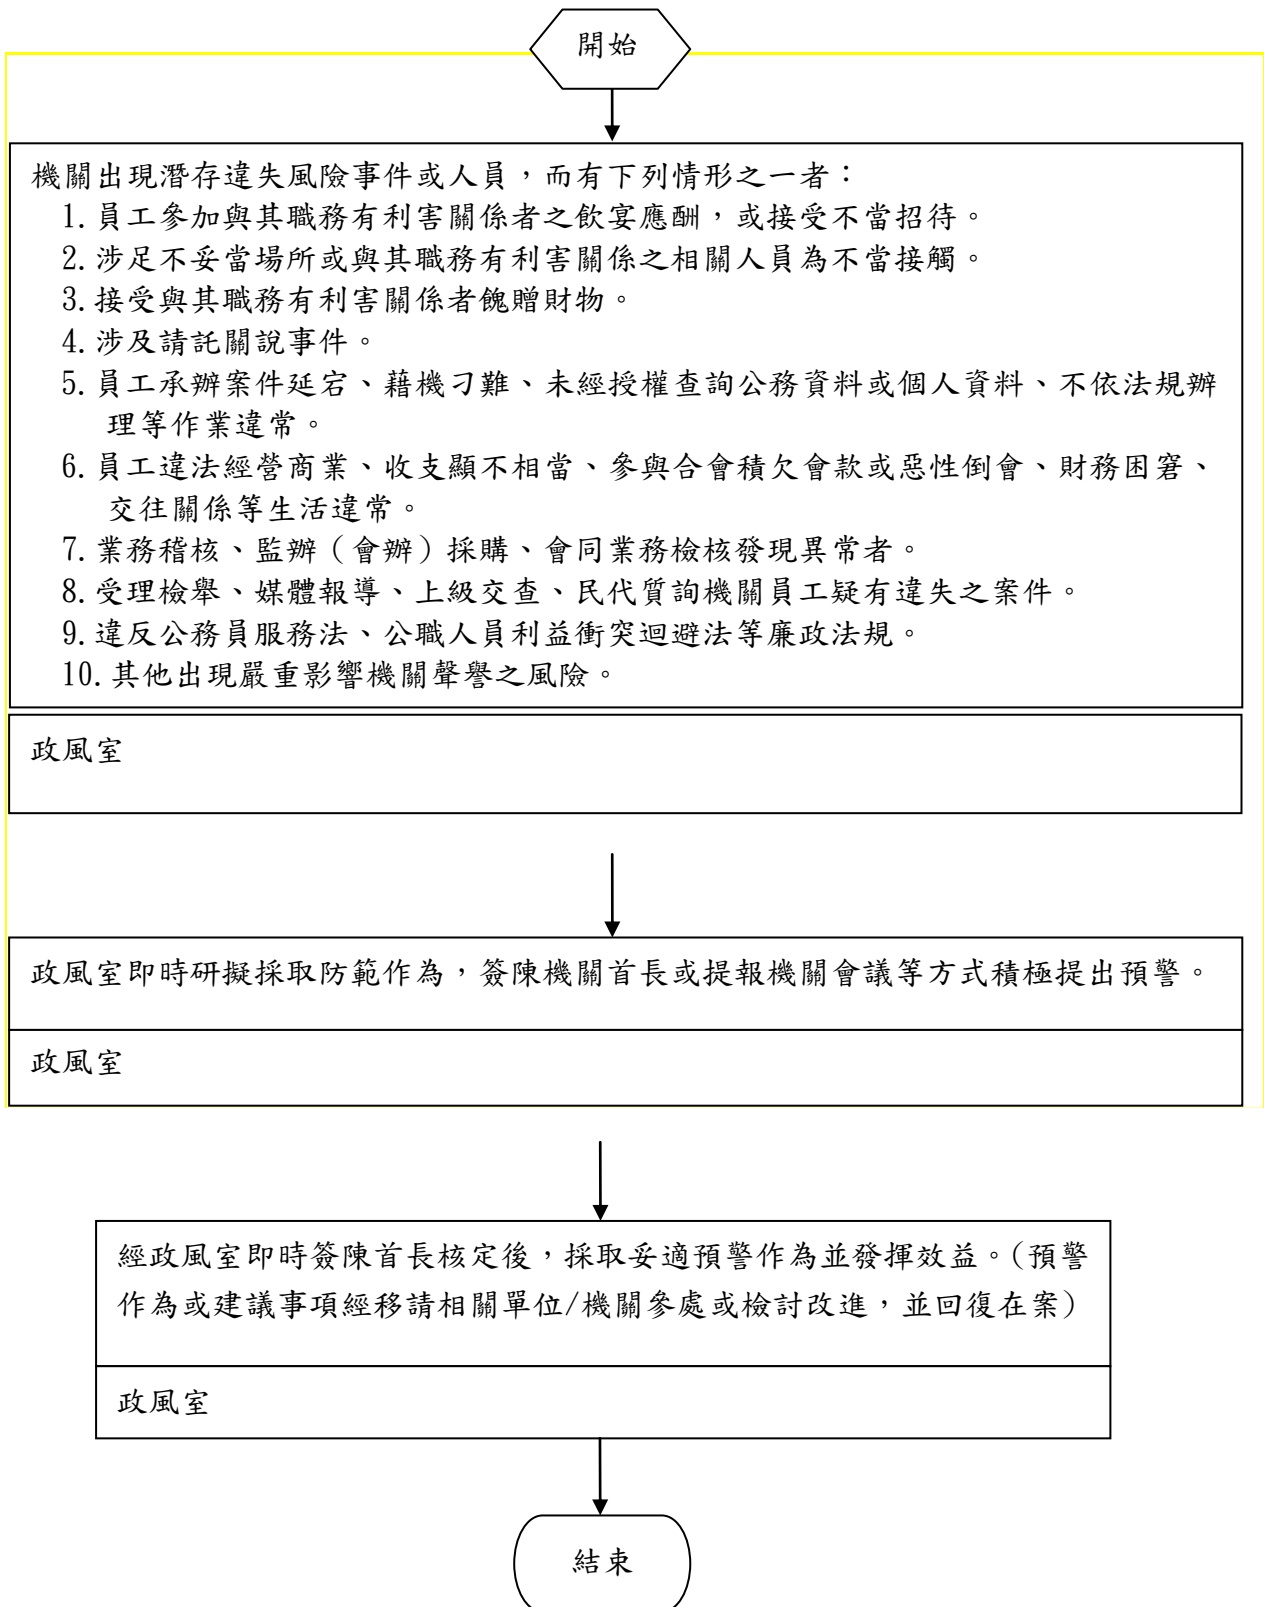 開始
機關出現潛存違失風險事件或人員，而有下列情形之一者：
1.員工參加與其職務有利害關係者之飲宴應酬，或接受不當招待。
2.涉足不妥當場所或與其職務有利害關係之相關人員為不當接觸。
3.接受與其職務有利害關係者餽贈財物。
4.涉及請託關說事件。
5.員工承辦案件延宕、藉機刁難、未經授權查詢公務資料或個人資料、不依法規辦
理等作業違常。
6.員工違法經營商業、收支顯不相當、參與合會積欠會款或惡性倒會、財務困窘、
交往關係等生活違常。
7.業務稽核、監辦（會辦）採購、會同業務檢核發現異常者。
8.受理檢舉、媒體報導、上級交查、民代質詢機關員工疑有違失之案件。
9.違反公務員服務法、公職人員利益衝突迴避法等廉政法規。
10.其他出現嚴重影響機關聲譽之風險。
政風室
政風室即時研擬採取防範作為，簽陳機關首長或提報機關會議等方式積極提出預警。
政風室
經政風室即時簽陳首長核定後，採取妥適預警作為並發揮效益。(預警
作為或建議事項經移請相關單位/機關參處或檢討改進，並回復在案)
政風室
結束